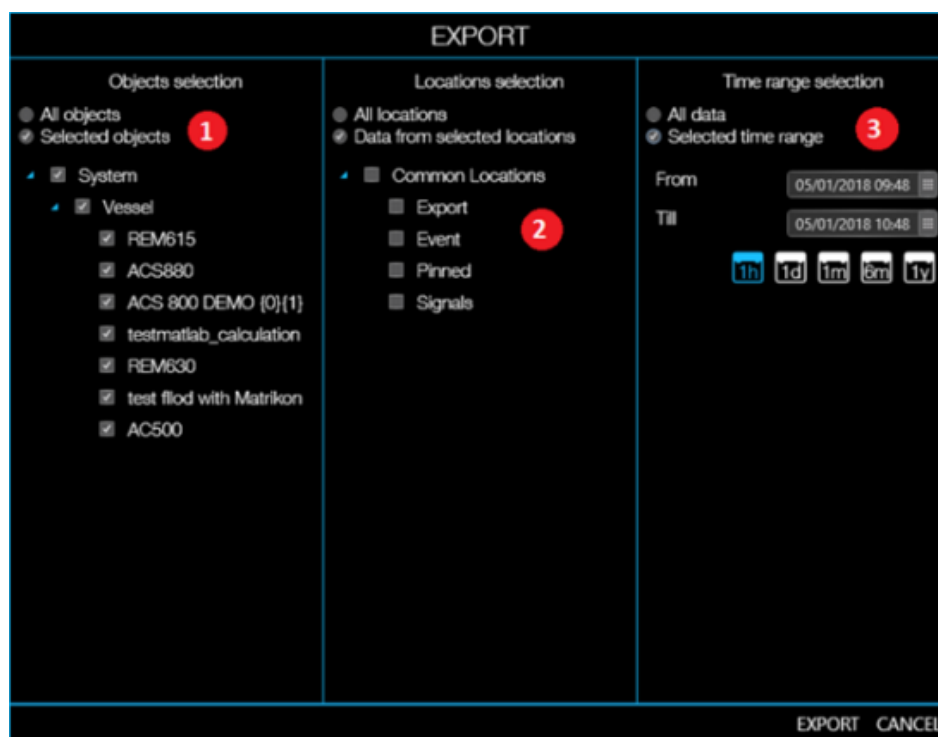 EXPORT
Objects selection
All objects
Selected objects
1
System
Vessel
REM615
ACS880
ACS 800 DEMO {0}{1}
testmatlab_calculation
REM630
test flod with Matrikon
AC500
Locations selection
All locations
Data from selected locations
Common Locations
Export
Event
2
Pinned
Signals
Time range selection
All data
Selected time range
3
From
05/01/2018 09:48
Till
05/01/2018 10:48
1h 1d 1m 6m 1y
EXPORT CANCEL